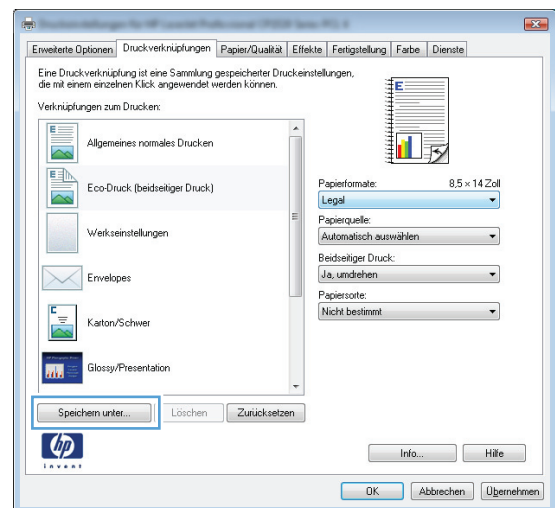 Erweiterte Optionen Druckverknüpfungen Papier/Qualität Effekte Fertigstellung Farbe Dienste
Eine Druckverknüpfung ist eine Sammlung gespeicherter Druckeinstellungen,
die mit einem einzelnen Klick angewendet werden können.
Verknüpfungen zum Drucken:
Allgemeines normales Drucken
Eco-Druck (beidseitiger Druck)
Werkseinstellungen
Envelopes
Karton/Schwer
Glossy/Presentation
Speichern unter... Löschen Zurücksetzen
E
Papierformate: 8,5 × 14 Zoll
Legal
Papierquelle:
Automatisch auswählen
Beidseitiger Druck:
Ja, umdrehen
Papiersorte:
Nicht bestimmt
hp
invent
Info... Hilfe
OK Abbrechen Übernehmen